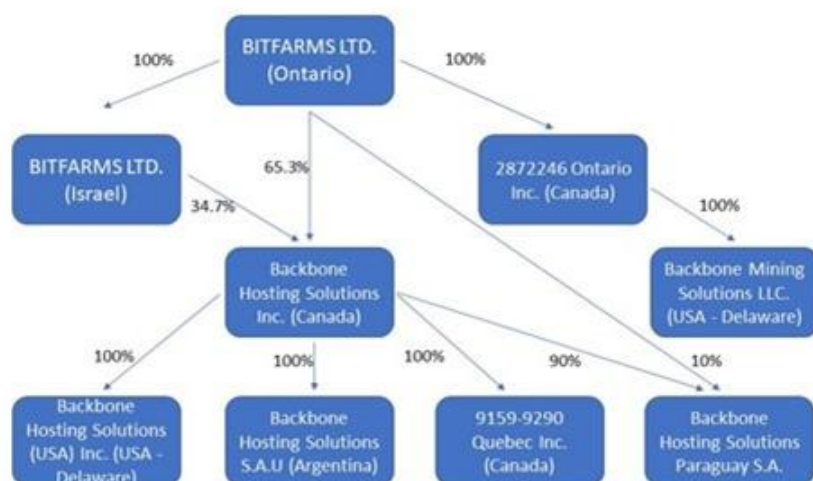 BITFARMS LTD.
(Ontario)
100%
100%
BITFARMS LTD.
(Israel)
65.3%
2872246 Ontario
Inc. (Canada)
34.7%
100%
Backbone
Hosting Solutions
Inc. (Canada)
Backbone Mining
Solutions LLC.
(USA - Delaware)
100%
100%
100%
90%
10%
Backbone
Hosting Solutions
(USA) Inc. (USA -
Delaware)
Backbone
Hosting Solutions
S.A.U (Argentina)
9159-9290
Quebec Inc.
(Canada)
Backbone
Hosting Solutions
Paraguay S.A.